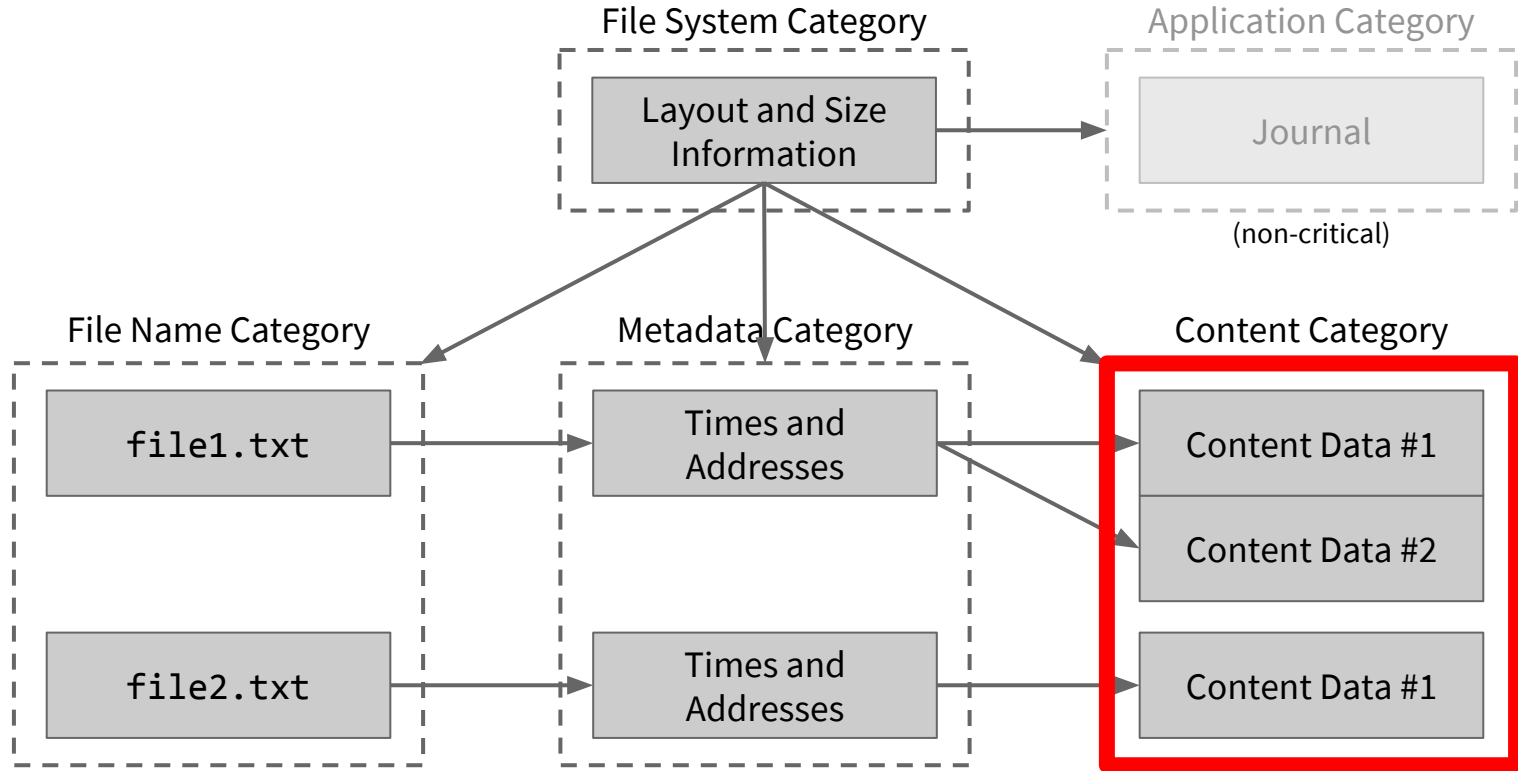 File System Category
Application Category
Layout and Size
Information
Journal
(non-critical)
File Name Category
Metadata Category
Content Category
file1.txt
Times and
Addresses
Content Data #1
Content Data #2
file2.txt
Times and
Addresses
Content Data #1